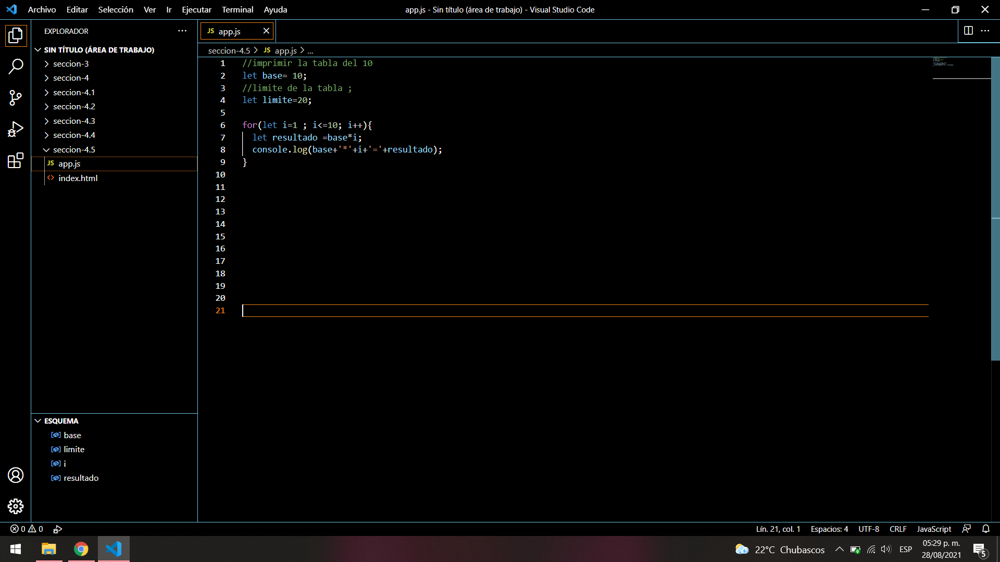 Archivo Editar Selección Ver Ir Ejecutar Terminal Ayuda
app.js - Sin título (área de trabajo) - Visual Studio Code
EXPLORADOR
SIN TÍTULO (ÁREA DE TRABAJO)
seccion-3
seccion-4
seccion-4.1
seccion-4.2
seccion-4.3
seccion-4.4
seccion-4.5
JS app.js
index.html
ESQUEMA
base
limite
i
resultado
JS app.js
seccion-4.5 > JS app.js > ...
1 //imprimir la tabla del 10
2 let base= 10;
3 //limite de la tabla ;
4 let limite=20;
5
6 for(let i=1 ; i<=10; i++){
7 let resultado =base*i;
8 console.log(base+'*'+i+'='+resultado);
9 }
10
11
12
13
14
15
16
17
18
19
20
21
0 0
Lín. 21, col. 1 Espacios: 4 UTF-8 CRLF JavaScript
22°C Chubascos
ESP
05:29 p. m.
28/08/2021
5